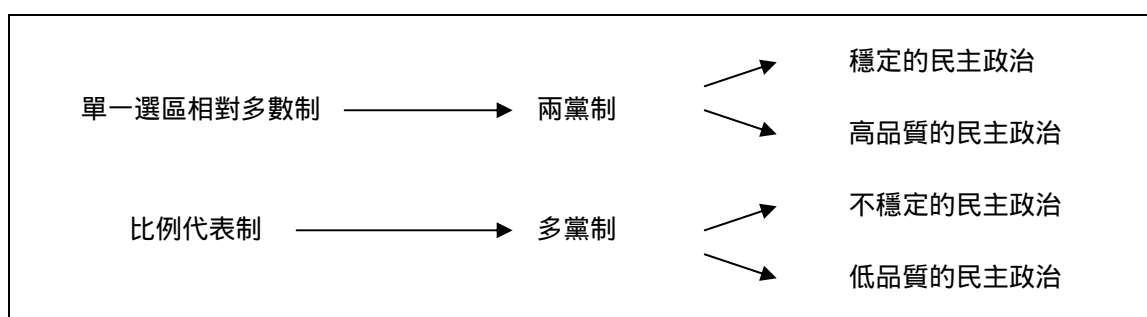 穩定的民主政治
單一選區相對多數制
兩黨制
高品質的民主政治
不穩定的民主政治
比例代表制
多黨制
低品質的民主政治